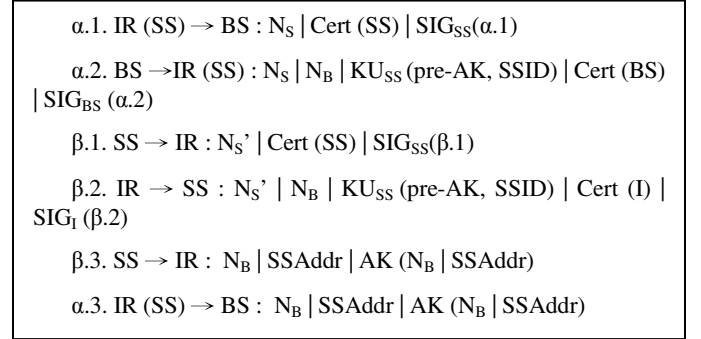 α.1. IR (SS) → BS : N_S | Cert (SS) | SIG_SS(α.1)
α.2. BS →IR (SS) : N_S | N_B | KU_SS (pre-AK, SSID) | Cert (BS)
| SIG_BS (α.2)
β.1. SS → IR : N_S’ | Cert (SS) | SIG_SS(β.1)
β.2. IR → SS : N_S’ | N_B | KU_SS (pre-AK, SSID) | Cert (I) |
SIG_I (β.2)
β.3. SS → IR : N_B | SSAddr | AK (N_B | SSAddr)
α.3. IR (SS) → BS : N_B | SSAddr | AK (N_B | SSAddr)